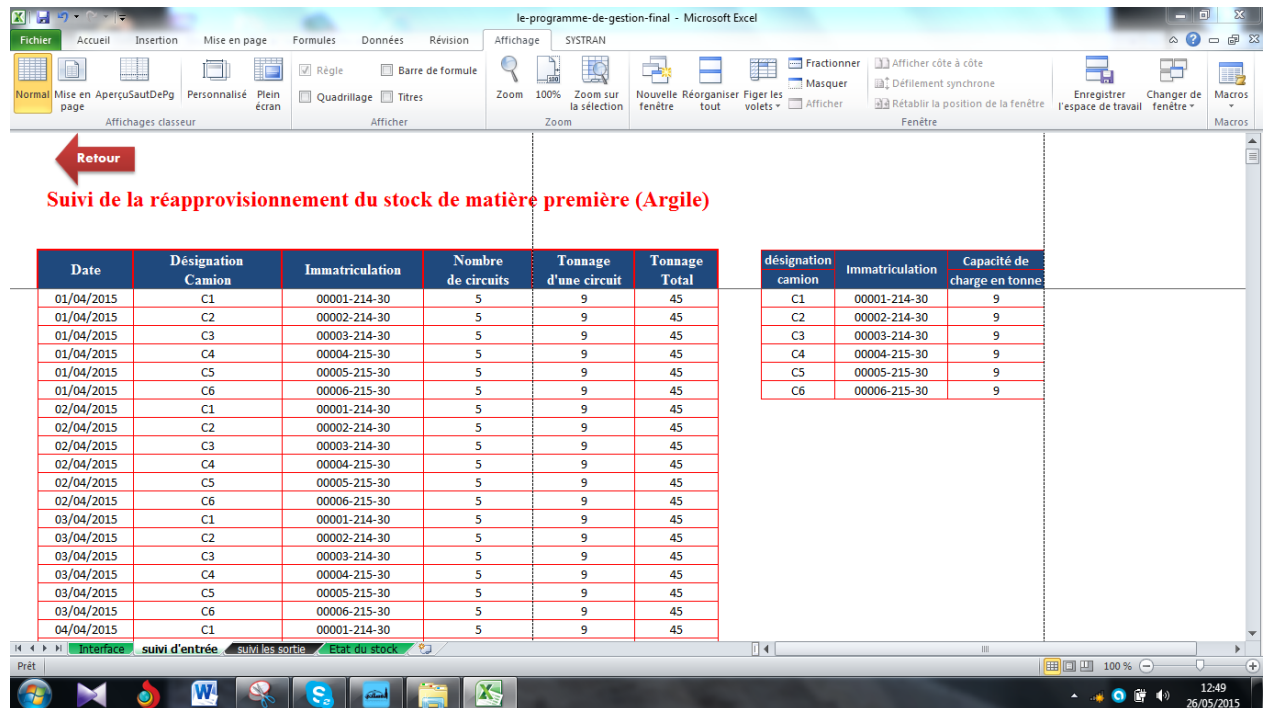 le-programme-de-gestion-final - Microsoft Excel
Fichier Accueil Insertion Mise en page Formules Données Révision Affichage SYSTRAN
Normal Mise en page AperçuSautDePg Personnalisé Plein écran
Règle Barre de formule
Quadrillage Titres
Zoom 100% Zoom sur la sélection
Nouvelle fenêtre Réorganiser tout Figer les volets
Fractionner
Masquer
Afficher
Afficher côte à côte
Défilement synchrone
Rétablir la position de la fenêtre
Enregistrer l'espace de travail Changer de fenêtre Macros
Affichages classeur Afficher Zoom Fenêtre Macros
Retour
Suivi de la réapprovisionnement du stock de matière première (Argile)
Date Désignation Camion Immatriculation Nombre de circuits Tonnage d'une circuit Tonnage Total
01/04/2015 C1 00001-214-30 5 9 45
01/04/2015 C2 00002-214-30 5 9 45
01/04/2015 C3 00003-214-30 5 9 45
01/04/2015 C4 00004-215-30 5 9 45
01/04/2015 C5 00005-215-30 5 9 45
01/04/2015 C6 00006-215-30 5 9 45
02/04/2015 C1 00001-214-30 5 9 45
02/04/2015 C2 00002-214-30 5 9 45
02/04/2015 C3 00003-214-30 5 9 45
02/04/2015 C4 00004-215-30 5 9 45
02/04/2015 C5 00005-215-30 5 9 45
02/04/2015 C6 00006-215-30 5 9 45
03/04/2015 C1 00001-214-30 5 9 45
03/04/2015 C2 00002-214-30 5 9 45
03/04/2015 C3 00003-214-30 5 9 45
03/04/2015 C4 00004-215-30 5 9 45
03/04/2015 C5 00005-215-30 5 9 45
03/04/2015 C6 00006-215-30 5 9 45
04/04/2015 C1 00001-214-30 5 9 45
désignation camion Immatriculation Capacité de charge en tonne
C1 00001-214-30 9
C2 00002-214-30 9
C3 00003-214-30 9
C4 00004-215-30 9
C5 00005-215-30 9
C6 00006-215-30 9
Interface suivi d'entrée suivi les sortie Etat du stock
Prêt 100 %
12:49
26/05/2015